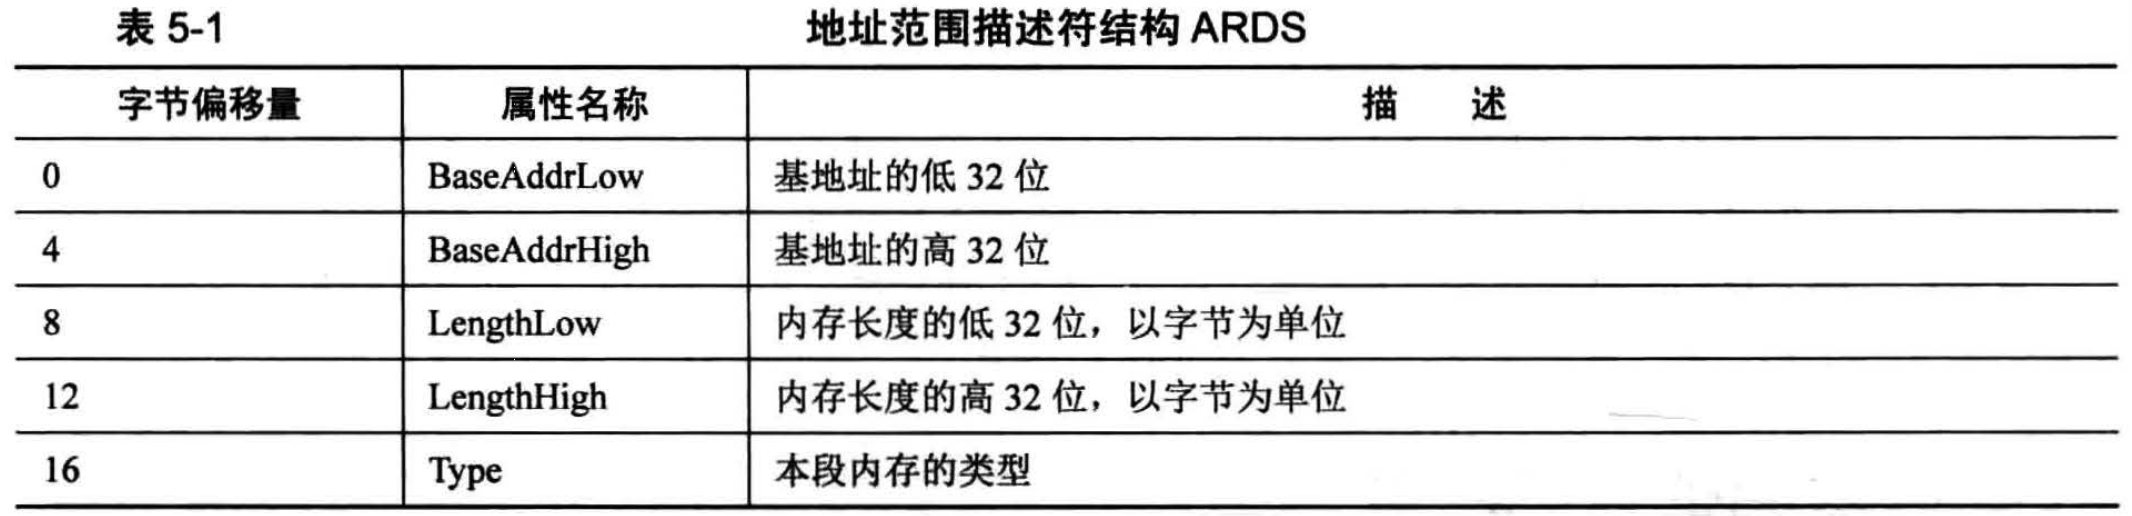 表 5-1 地址范围描述符结构 ARDS
字节偏移量 属性名称 描 述
0 BaseAddrLow 基地址的低 32 位
4 BaseAddrHigh 基地址的高 32 位
8 LengthLow 内存长度的低 32 位，以字节为单位
12 LengthHigh 内存长度的高 32 位，以字节为单位
16 Type 本段内存的类型